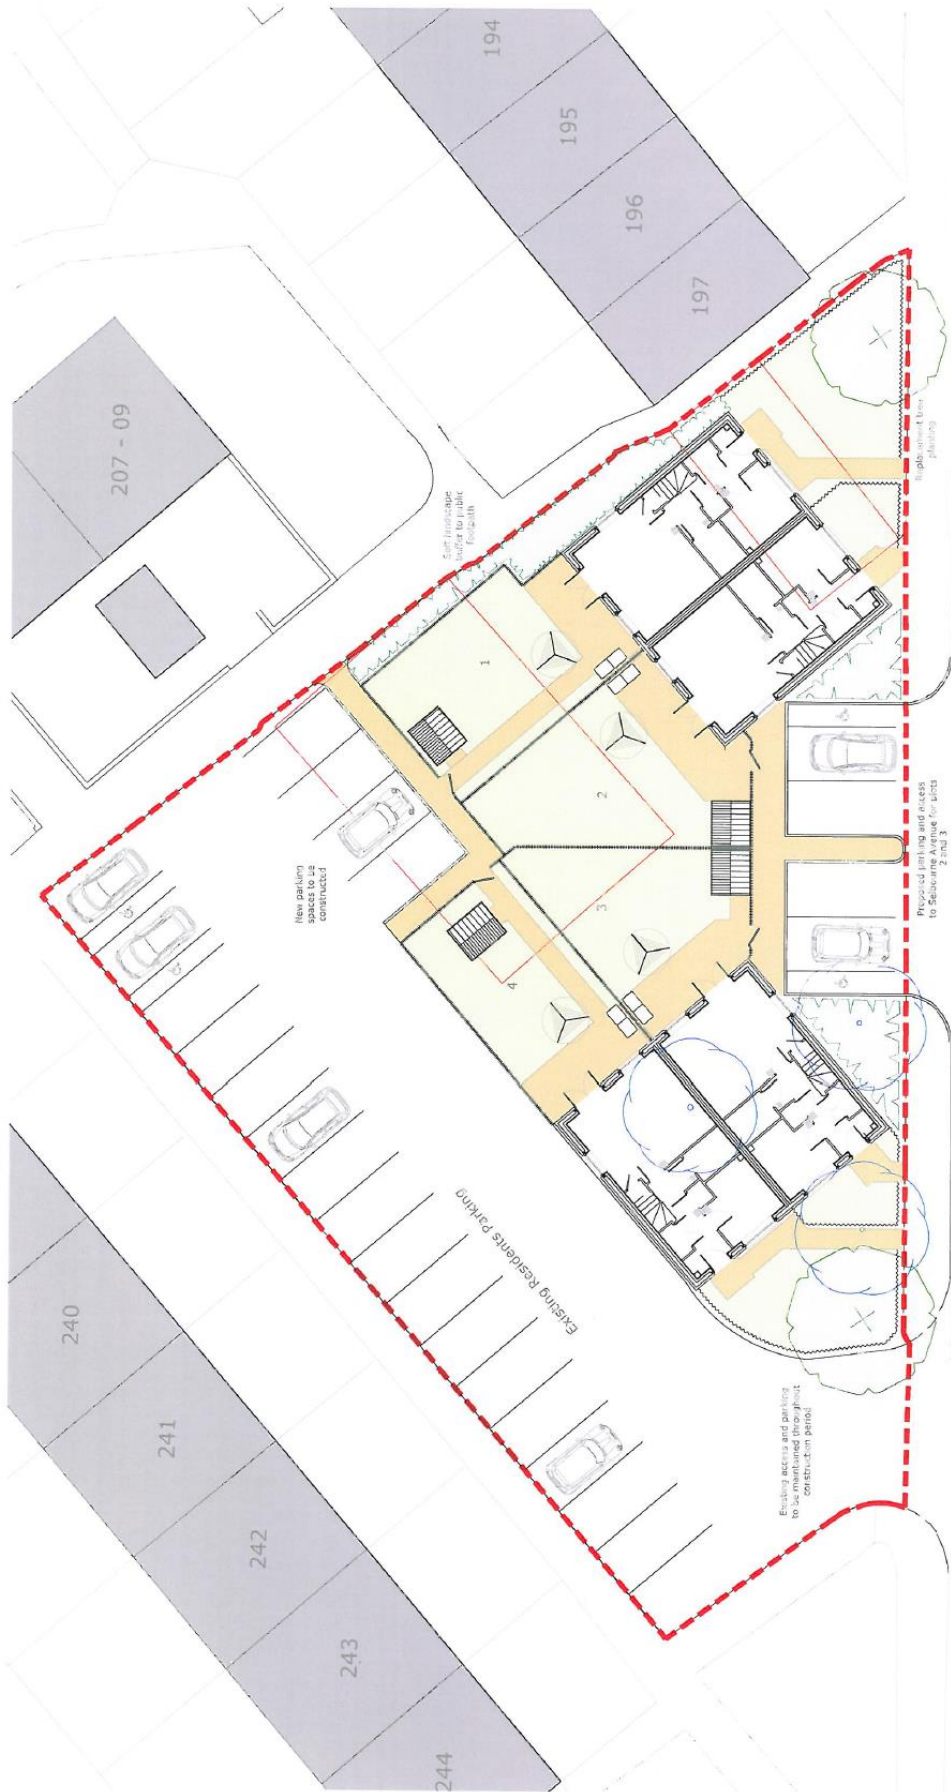 194
195
196
197
207 - 09
Soft landscape
buffer to public
footpath
Replacement tree
planting
1
2
3
4
New parking
spaces to be
constructed
Proposed parking and access
to Selbourne Avenue for plots
2 and 3
Existing Residents Parking
Existing access and parking
to be maintained throughout
construction period
240
241
242
243
244